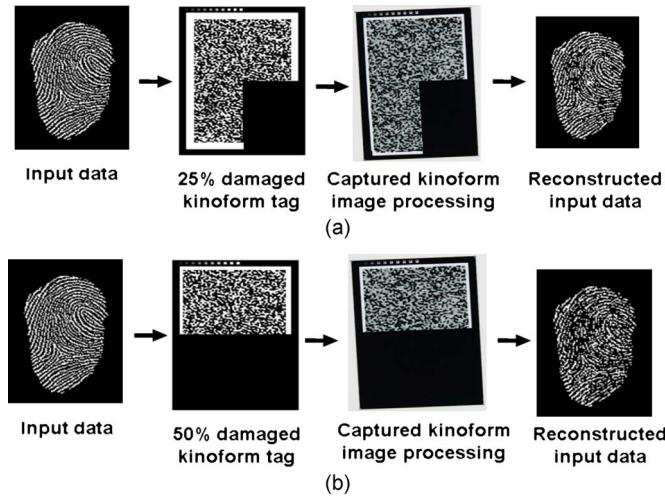 Input data
25% damaged
kinoform tag
Captured kinoform
image processing
Reconstructed
input data
(a)
Input data
50% damaged
kinoform tag
Captured kinoform
image processing
Reconstructed
input data
(b)